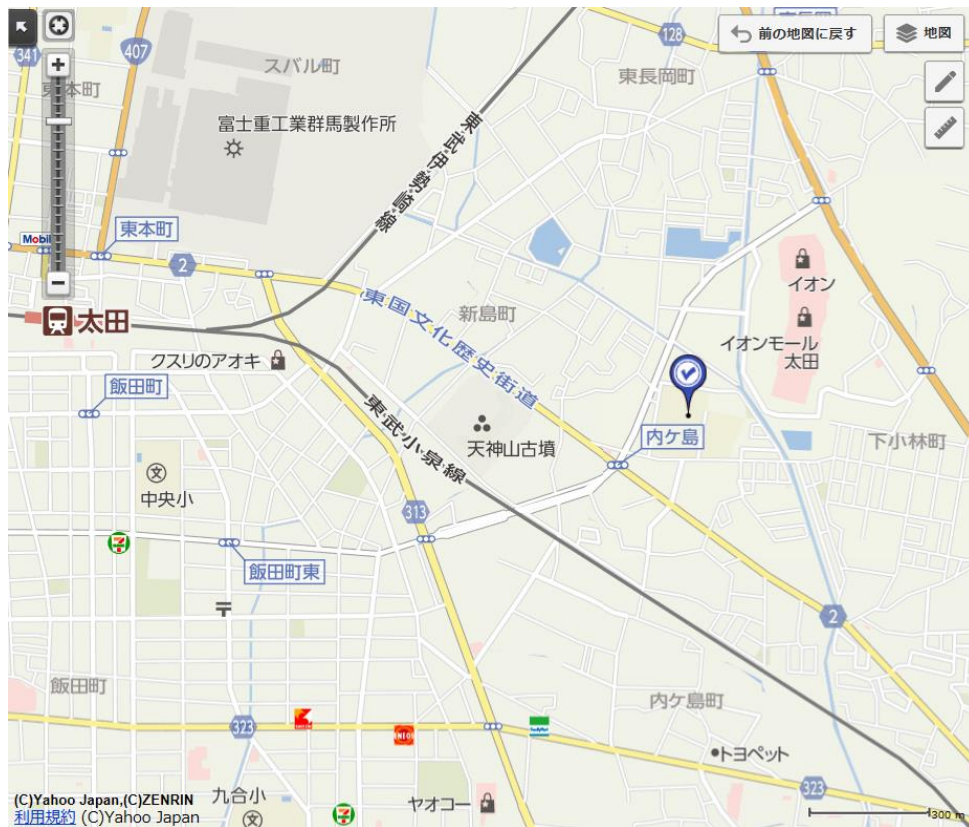 前の地図に戻す
地図
128
東長岡町
341
407
スバル町
東本町
富士重工業群馬製作所
東武伊勢崎線
Mobil
東本町
2
東国文化歴史街道
新島町
イオン
イオンモール
太田
太田
クスリのアオキ
飯田町
東武小泉線
天神山古墳
内ケ島
下小林町
文
中央小
313
飯田町東
〒
2
飯田町
内ケ島町
323
ENEOS
FamilyMart
トヨペット
323
(C)Yahoo Japan,(C)ZENRIN
利用規約 (C)Yahoo Japan
九合小
文
ヤオコー
300 m